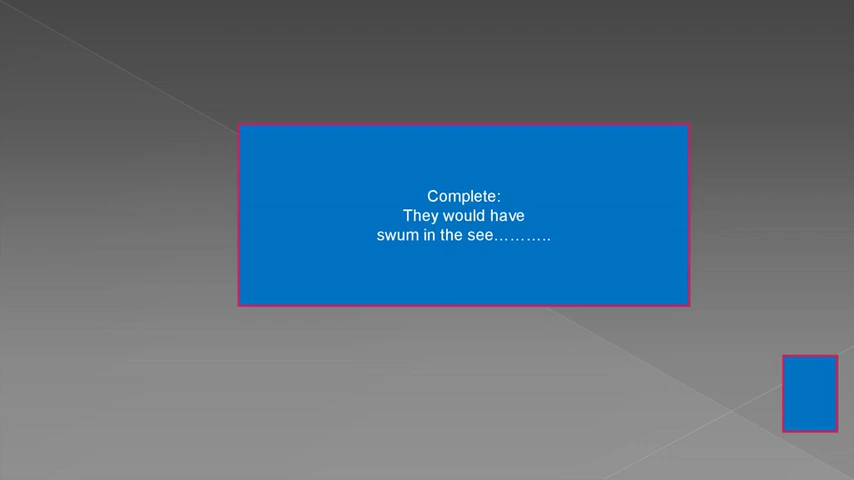 Complete:
They would have
swum in the see………..